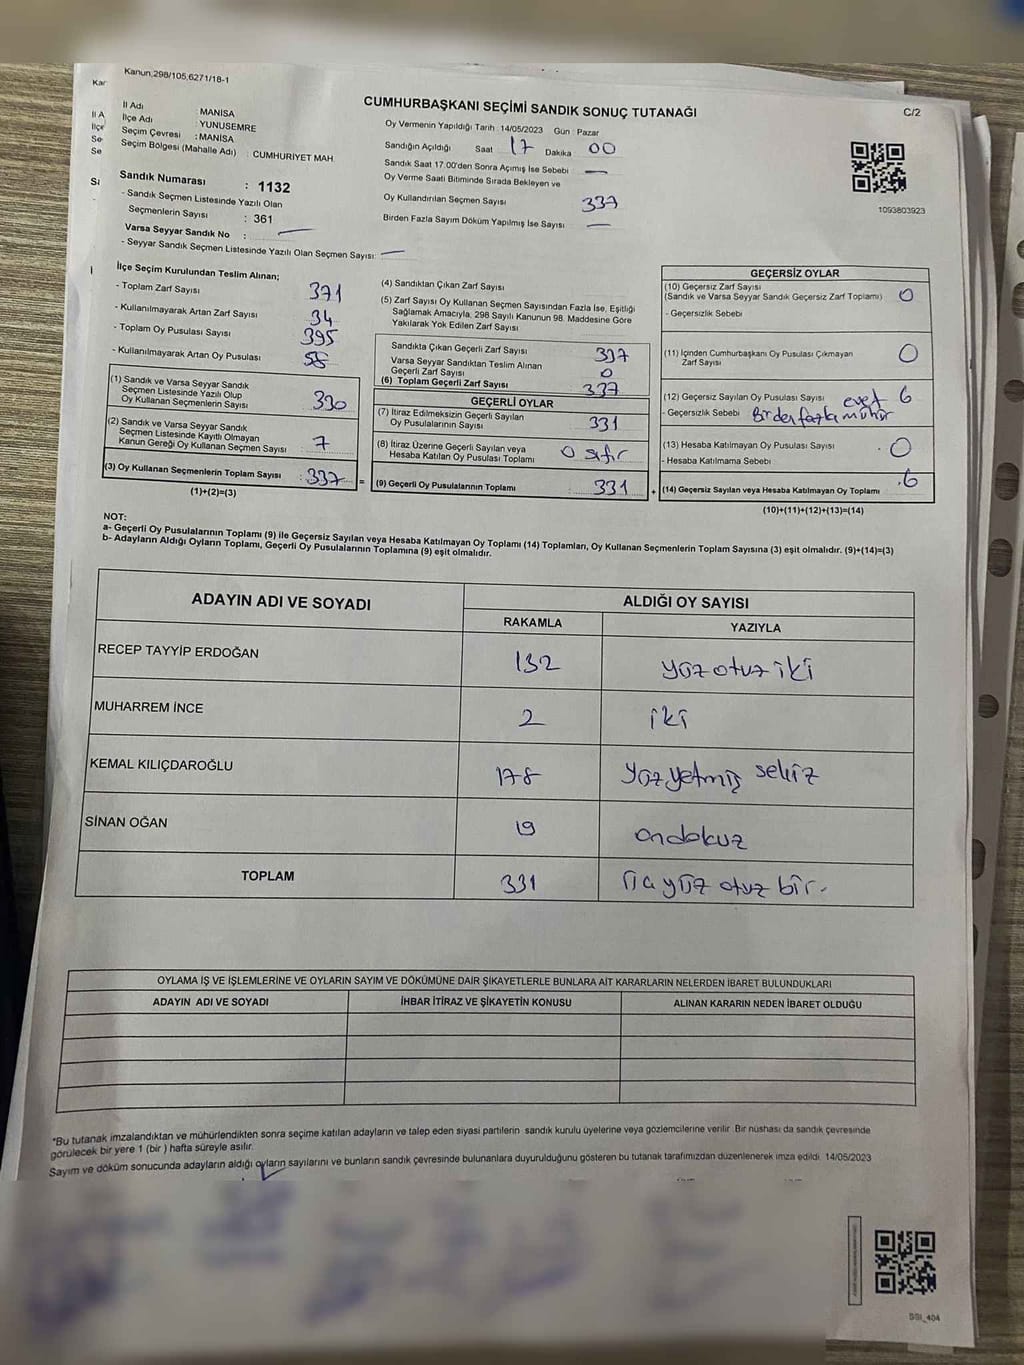 Kanun,298/105,6271/18-1
Kar
CUMHURBAŞKANI SEÇİMİ SANDIK SONUÇ TUTANAĞI
C/2
İl Adı : MANİSA
İlçe Adı : YUNUSEMRE
Seçim Çevresi : MANİSA
Seçim Bölgesi (Mahalle Adı) : CUMHURİYET MAH.
İl A
İlçe
Se
Se
Sa
Oy Vermenin Yapıldığı Tarih : 14/05/2023 Gün : Pazar
Sandığın Açıldığı Saat 17 Dakika 00
Sandık Saat 17:00'den Sonra Açımış İse Sebebi —
Oy Verme Saati Bitiminde Sırada Bekleyen ve
Oy Kullandırılan Seçmen Sayısı 337
Birden Fazla Sayım Döküm Yapılmış İse Sayısı —
1093803923
Sandık Numarası : 1132
- Sandık Seçmen Listesinde Yazılı Olan
Seçmenlerin Sayısı : 361
Varsa Seyyar Sandık No : —
- Seyyar Sandık Seçmen Listesinde Yazılı Olan Seçmen Sayısı: —
İlçe Seçim Kurulundan Teslim Alınan;
- Toplam Zarf Sayısı 371
- Kullanılmayarak Artan Zarf Sayısı 34
- Toplam Oy Pusulası Sayısı 395
- Kullanılmayarak Artan Oy Pusulası 58
(1) Sandık ve Varsa Seyyar Sandık
Seçmen Listesinde Yazılı Olup
Oy Kullanan Seçmenlerin Sayısı 330
(2) Sandık ve Varsa Seyyar Sandık
Seçmen Listesinde Kayıtlı Olmayan
Kanun Gereği Oy Kullanan Seçmen Sayısı 7
(3) Oy Kullanan Seçmenlerin Toplam Sayısı : 337
(1)+(2)=(3)
=
(4) Sandıktan Çıkan Zarf Sayısı
(5) Zarf Sayısı Oy Kullanan Seçmen Sayısından Fazla İse, Eşitliği
Sağlamak Amacıyla, 298 Sayılı Kanunun 98. Maddesine Göre
Yakılarak Yok Edilen Zarf Sayısı
Sandıkta Çıkan Geçerli Zarf Sayısı 337
Varsa Seyyar Sandıktan Teslim Alınan
Geçerli Zarf Sayısı 0
(6) Toplam Geçerli Zarf Sayısı 337
GEÇERLİ OYLAR
(7) İtiraz Edilmeksizin Geçerli Sayılan
Oy Pusulalarının Sayısı 331
(8) İtiraz Üzerine Geçerli Sayılan veya
Hesaba Katılan Oy Pusulası Toplamı 0 sıfır
(9) Geçerli Oy Pusulalarının Toplamı : 331
+
GEÇERSİZ OYLAR
(10) Geçersiz Zarf Sayısı
(Sandık ve Varsa Seyyar Sandık Geçersiz Zarf Toplamı) 0
- Geçersizlik Sebebi
(11) İçinden Cumhurbaşkanı Oy Pusulası Çıkmayan
Zarf Sayısı 0
(12) Geçersiz Sayılan Oy Pusulası Sayısı evet 6
- Geçersizlik Sebebi Birden fazla mühür
(13) Hesaba Katılmayan Oy Pusulası Sayısı 0
- Hesaba Katılmama Sebebi
(14) Geçersiz Sayılan veya Hesaba Katılmayan Oy Toplamı 6
(10)+(11)+(12)+(13)=(14)
NOT:
a- Geçerli Oy Pusulalarının Toplamı (9) ile Geçersiz Sayılan veya Hesaba Katılmayan Oy Toplamı (14) Toplamları, Oy Kullanan Seçmenlerin Toplam Sayısına (3) eşit olmalıdır. (9)+(14)=(3)
b- Adayların Aldığı Oyların Toplamı, Geçerli Oy Pusulalarının Toplamına (9) eşit olmalıdır.
ADAYIN ADI VE SOYADI
ALDIĞI OY SAYISI
RAKAMLA YAZIYLA
RECEP TAYYİP ERDOĞAN 132 yüz otuz iki
MUHARREM İNCE 2 iki
KEMAL KILIÇDAROĞLU 178 yüz yetmiş sekiz
SİNAN OĞAN 19 ondokuz
TOPLAM 331 üç yüz otuz bir.
OYLAMA İŞ VE İŞLEMLERİNE VE OYLARIN SAYIM VE DÖKÜMÜNE DAİR ŞİKAYETLERLE BUNLARA AİT KARARLARIN NELERDEN İBARET BULUNDUKLARI
ADAYIN ADI VE SOYADI İHBAR İTİRAZ VE ŞİKAYETİN KONUSU ALINAN KARARIN NEDEN İBARET OLDUĞU
*Bu tutanak imzalandıktan ve mühürlendikten sonra seçime katılan adayların ve talep eden siyasi partilerin sandık kurulu üyelerine veya gözlemcilerine verilir. Bir nüshası da sandık çevresinde
görülecek bir yere 1 (bir) hafta süreyle asılır.
Sayım ve döküm sonucunda adayların aldığı oyların sayılarını ve bunların sandık çevresinde bulunanlara duyurulduğunu gösteren bu tutanak tarafımızdan düzenlenerek imza edildi. 14/05/2023
SSI_404